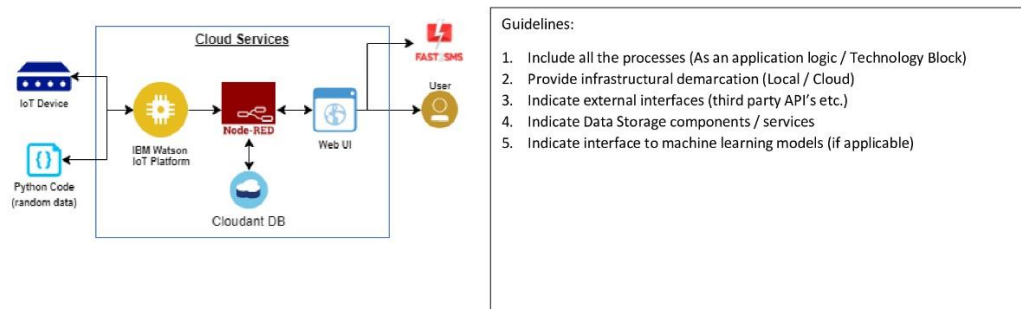 Cloud Services
IoT Device
Python Code
(random data)
IBM Watson
IoT Platform
Node-RED
Cloudant DB
Web UI
FAST2SMS
User
Guidelines:
1. Include all the processes (As an application logic / Technology Block)
2. Provide infrastructural demarcation (Local / Cloud)
3. Indicate external interfaces (third party API's etc.)
4. Indicate Data Storage components / services
5. Indicate interface to machine learning models (if applicable)